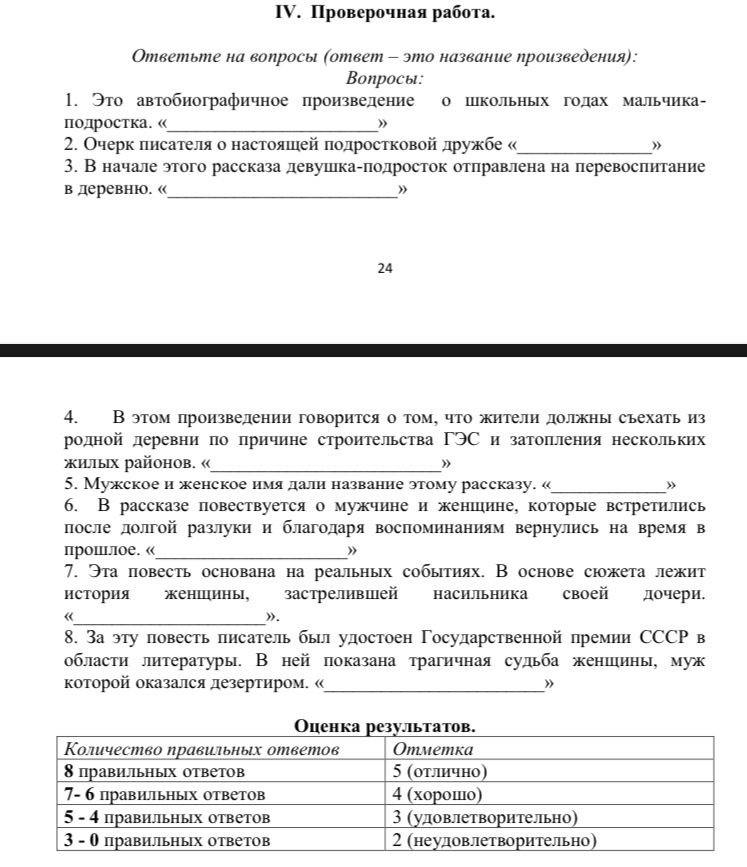 IV. Проверочная работа.
Ответьте на вопросы (ответ – это название произведения):
Вопросы:
1. Это автобиографичное произведение о школьных годах мальчика-
подростка. «______________________»
2. Очерк писателя о настоящей подростковой дружбе «______________»
3. В начале этого рассказа девушка-подросток отправлена на перевоспитание
в деревню. «________________________»
24
4. В этом произведении говорится о том, что жители должны съехать из
родной деревни по причине строительства ГЭС и затопления нескольких
жилых районов. «________________________»
5. Мужское и женское имя дали название этому рассказу. «____________»
6. В рассказе повествуется о мужчине и женщине, которые встретились
после долгой разлуки и благодаря воспоминаниям вернулись на время в
прошлое. «____________________»
7. Эта повесть основана на реальных событиях. В основе сюжета лежит
история женщины, застрелившей насильника своей дочери.
«____________________».
8. За эту повесть писатель был удостоен Государственной премии СССР в
области литературы. В ней показана трагичная судьба женщины, муж
которой оказался дезертиром. «_______________________»
Оценка результатов.
Количество правильных ответов Отметка
8 правильных ответов 5 (отлично)
7- 6 правильных ответов 4 (хорошо)
5 - 4 правильных ответов 3 (удовлетворительно)
3 - 0 правильных ответов 2 (неудовлетворительно)